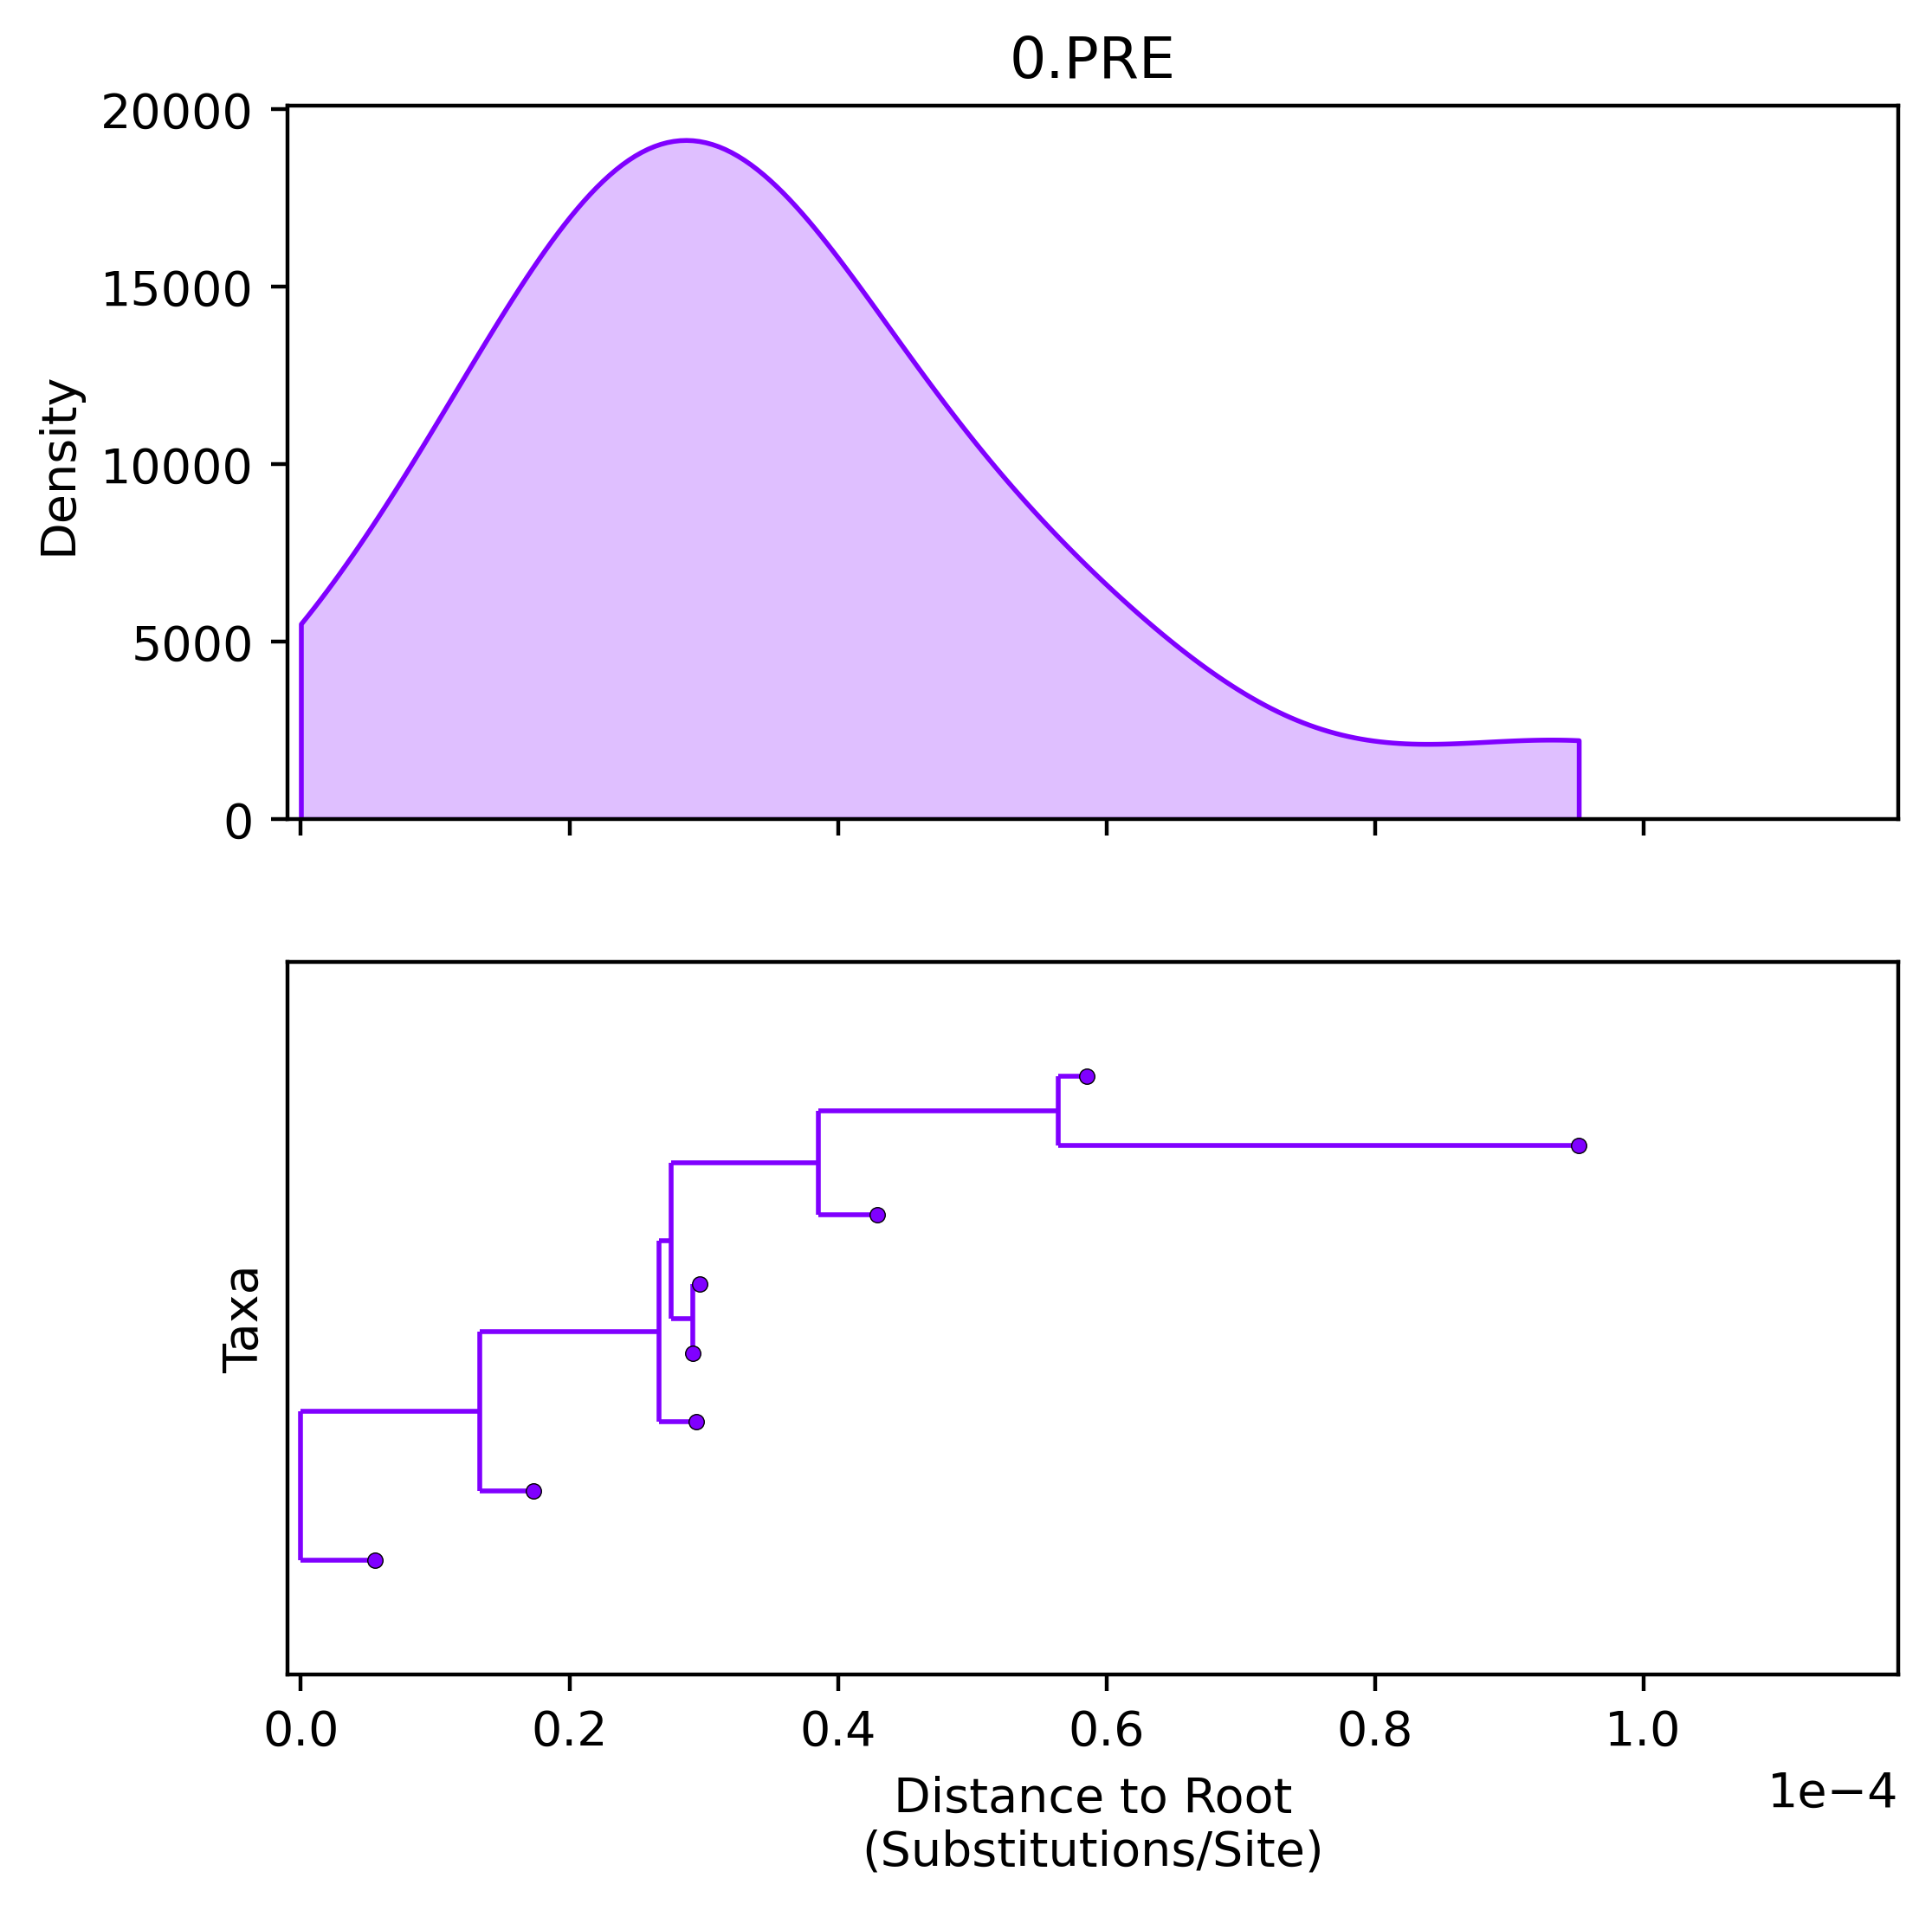 0.PRE
20000
15000
10000
5000
0
Density
Taxa
0.0 0.2 0.4 0.6 0.8 1.0
1e−4
Distance to Root
(Substitutions/Site)